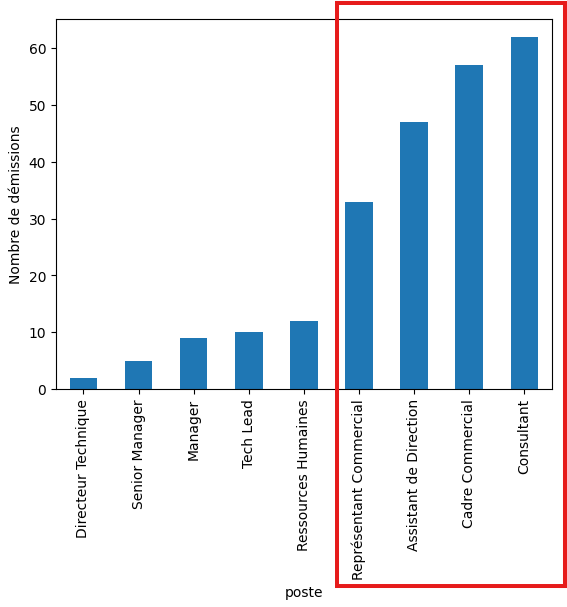 Nombre de démissions
60
50
40
30
20
10
0
Directeur Technique
Senior Manager
Manager
Tech Lead
Ressources Humaines
Représentant Commercial
Assistant de Direction
Cadre Commercial
Consultant
poste